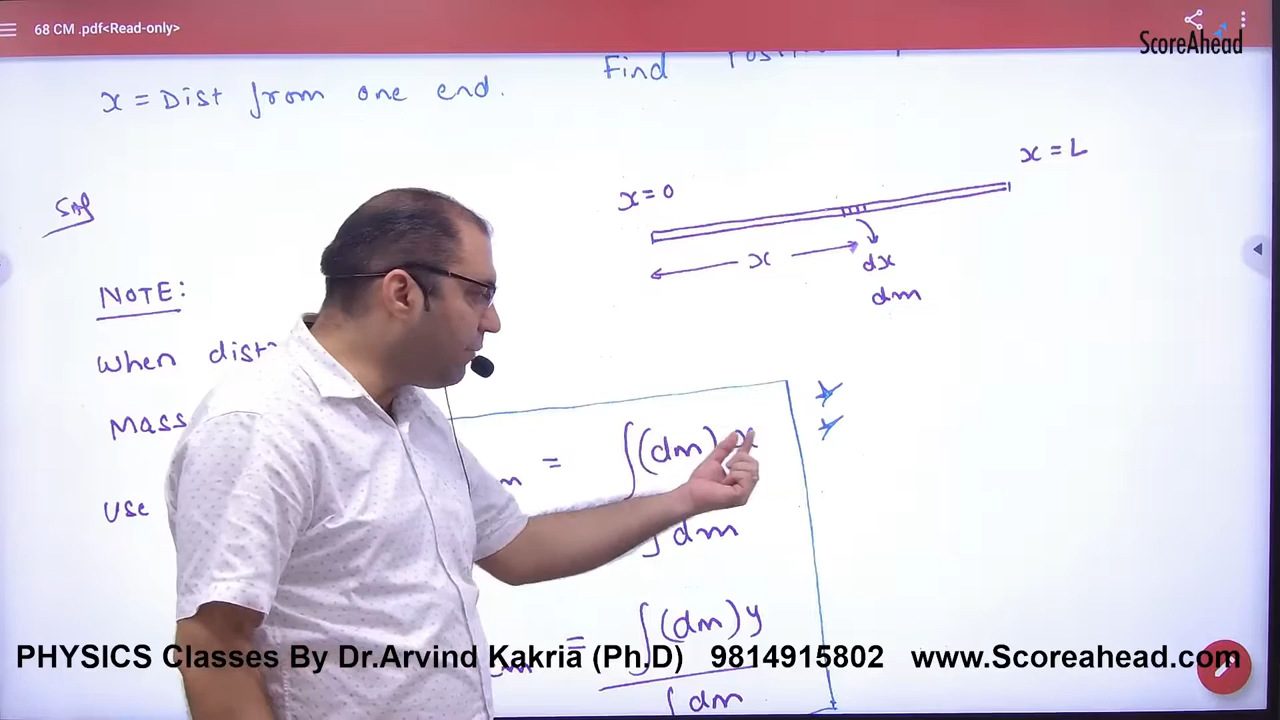 68 CM .pdf<Read-only>
ScoreAhead
Find
x = Dist from one end.
x = L
x = 0
Sol
x
dx
dm
NOTE:
When
Mass
Use
= ∫(dm) x
∫ dm
= ∫(dm) y
∫ dm
PHYSICS Classes By Dr.Arvind Kakria (Ph,D) 9814915802 www.Scoreahead.com